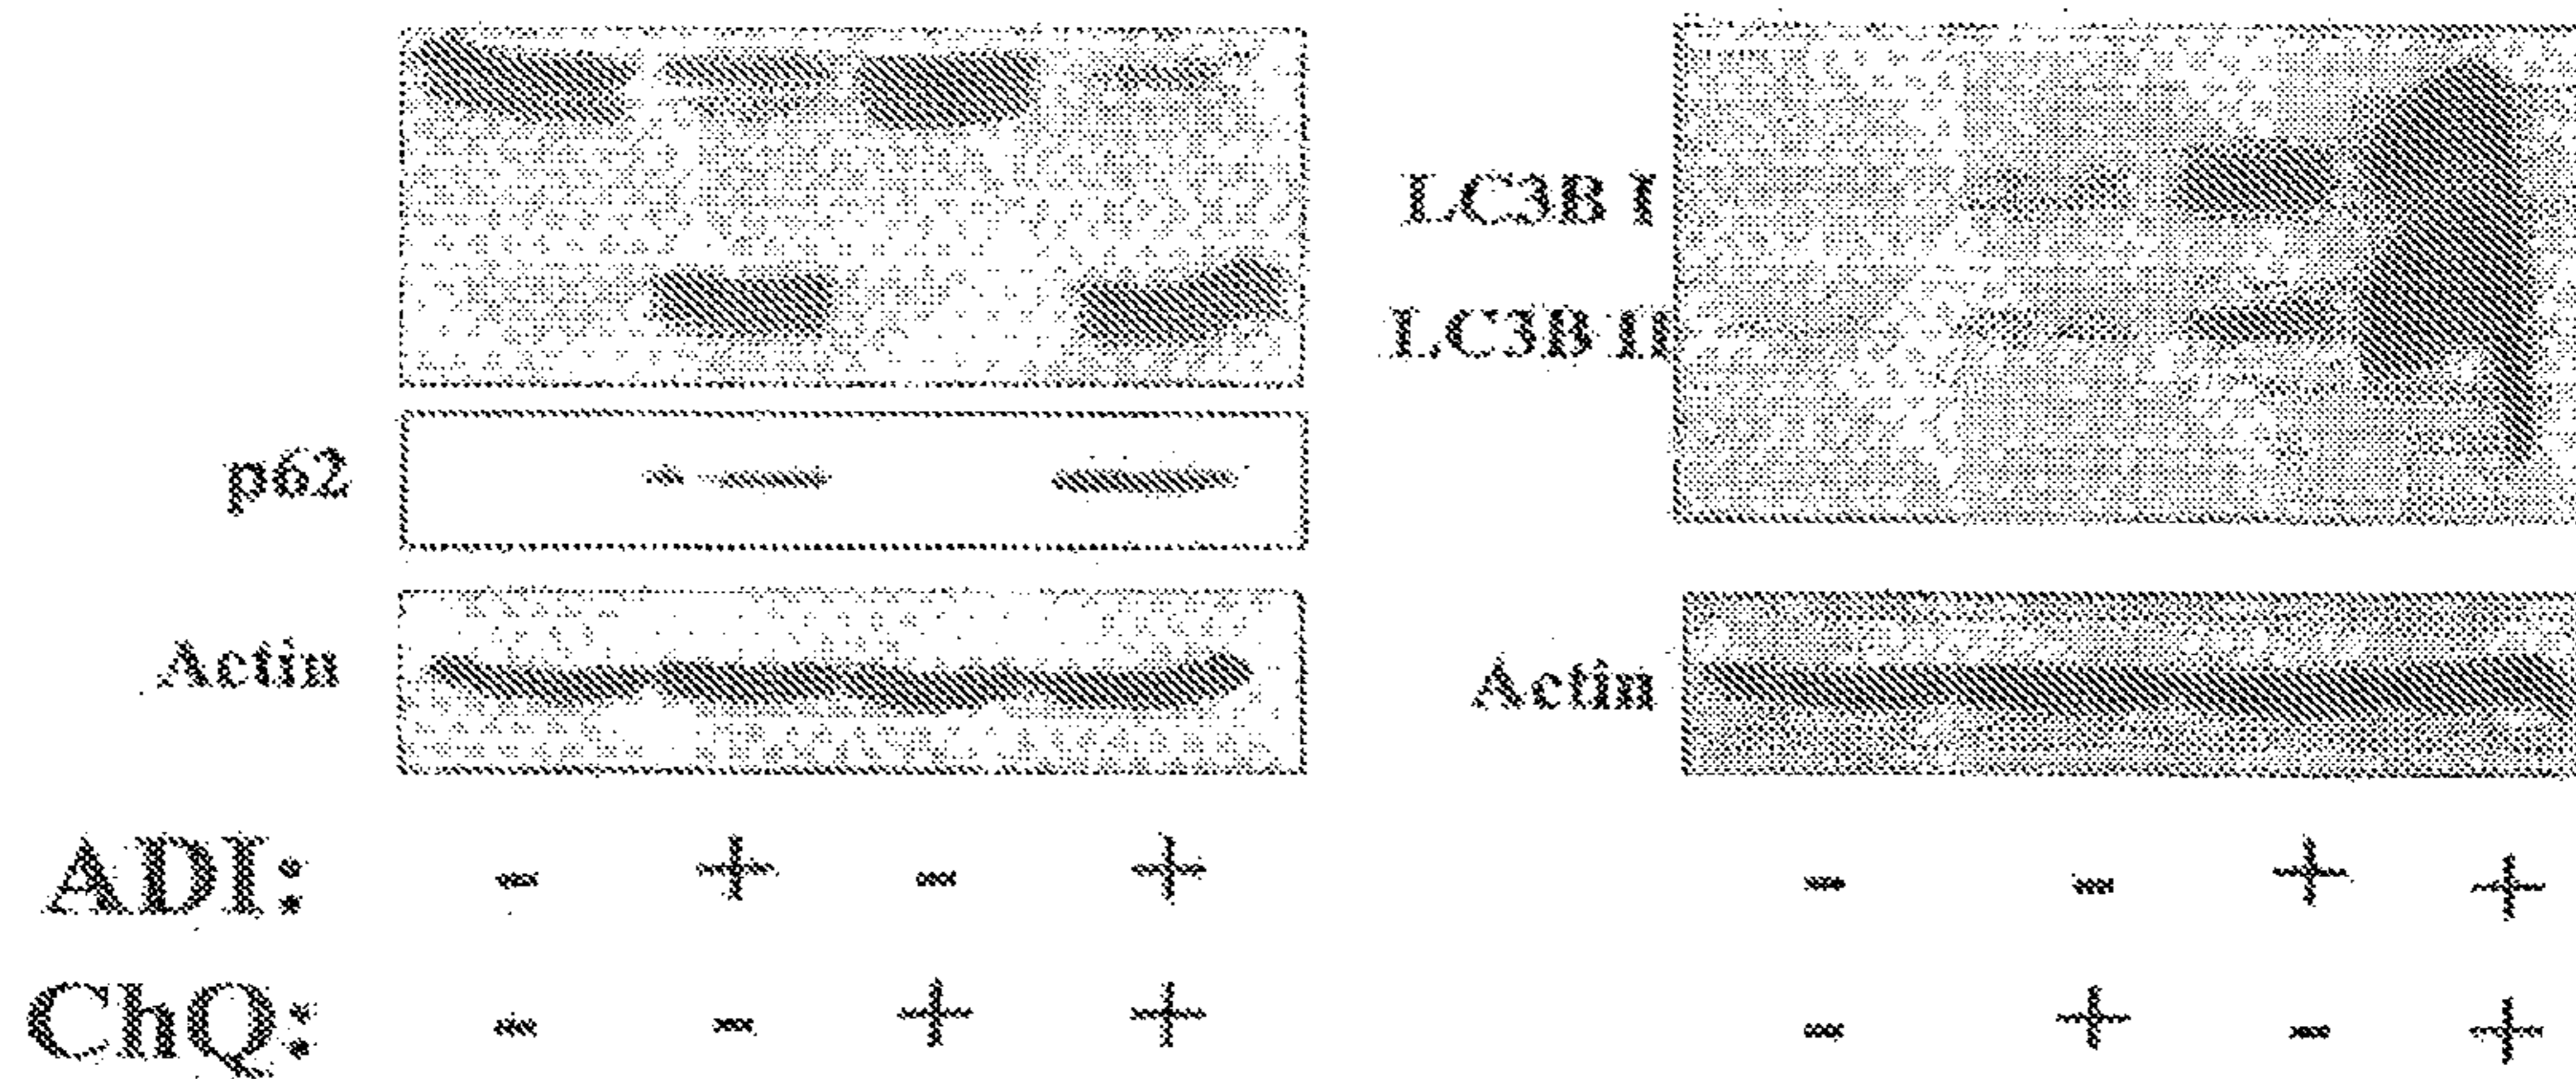 LC3B I
LC3B II
p62
Actin
Actin
ADI: - + - + - - + +
ChQ: - - + + - + - +